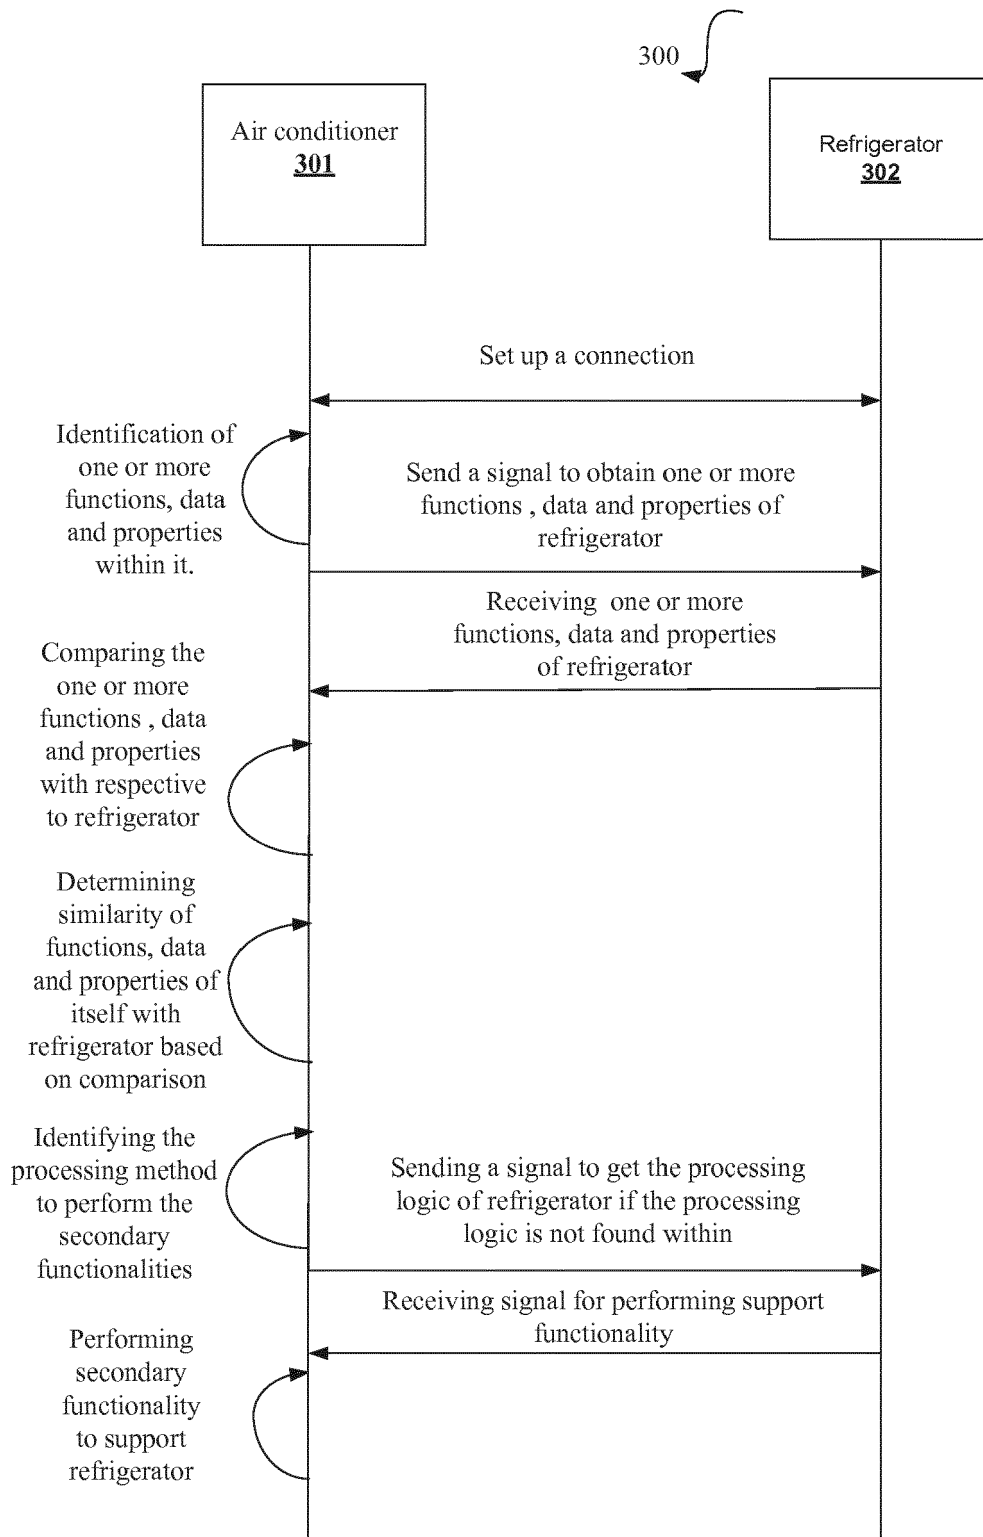 300
Air conditioner
301
Refrigerator
302
Set up a connection
Identification of
one or more
functions, data
and properties
within it.
Send a signal to obtain one or more
functions , data and properties of
refrigerator
Receiving one or more
functions, data and properties
of refrigerator
Comparing the
one or more
functions , data
and properties
with respective
to refrigerator
Determining
similarity of
functions, data
and properties of
itself with
refrigerator based
on comparison
Identifying the
processing method
to perform the
secondary
functionalities
Sending a signal to get the processing
logic of refrigerator if the processing
logic is not found within
Receiving signal for performing support
functionality
Performing
secondary
functionality
to support
refrigerator